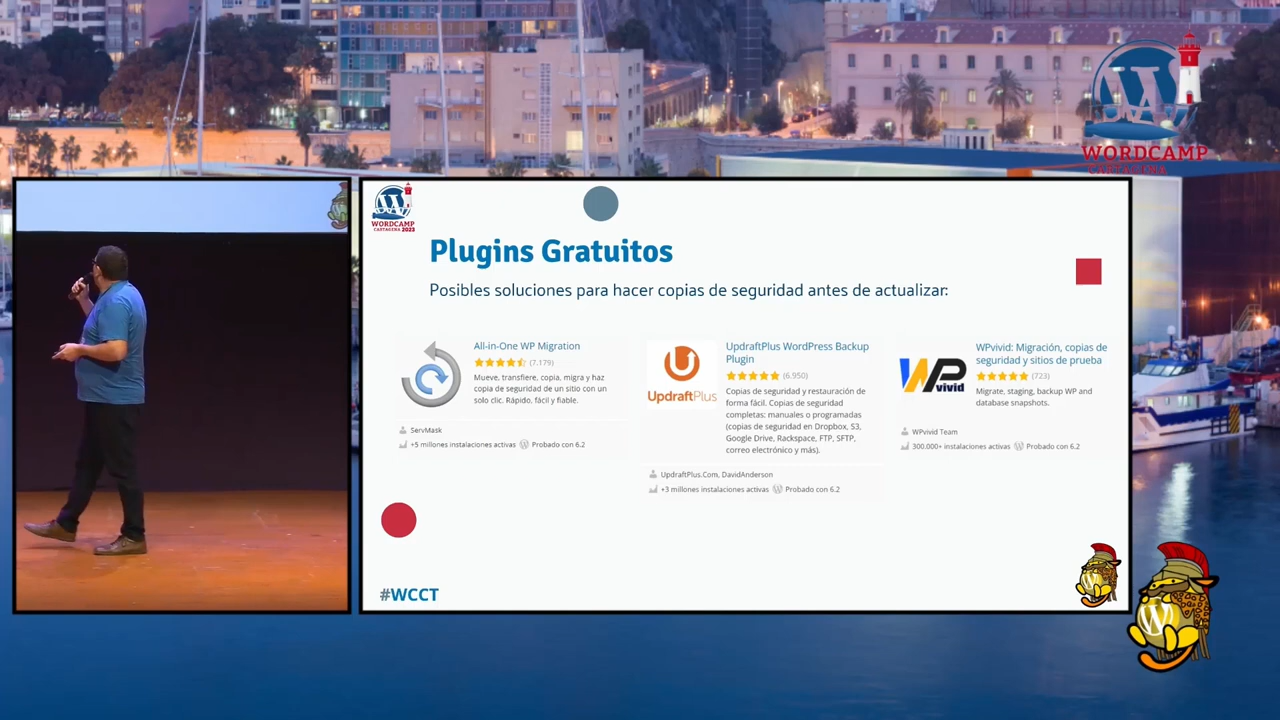 WORDCAMP
CARTAGENA
WORDCAMP
CARTAGENA 2023
Plugins Gratuitos
Posibles soluciones para hacer copias de seguridad antes de actualizar:
All-in-One WP Migration
(7.179)
Mueve, transfiere, copia, migra y haz
copia de seguridad de un sitio con un
solo clic. Rápido, fácil y fiable.
ServMask
+5 millones instalaciones activas
Probado con 6.2
UpdraftPlus
UpdraftPlus WordPress Backup
Plugin
(6.950)
Copias de seguridad y restauración de
forma fácil. Copias de seguridad
completas: manuales o programadas
(copias de seguridad en Dropbox, S3,
Google Drive, Rackspace, FTP, SFTP,
correo electrónico y más).
UpdraftPlus.Com, DavidAnderson
+3 millones instalaciones activas
Probado con 6.2
WPvivid
WPvivid: Migración, copias de
seguridad y sitios de prueba
(723)
Migrate, staging, backup WP and
database snapshots.
WPvivid Team
300.000+ instalaciones activas
Probado con 6.2
#WCCT